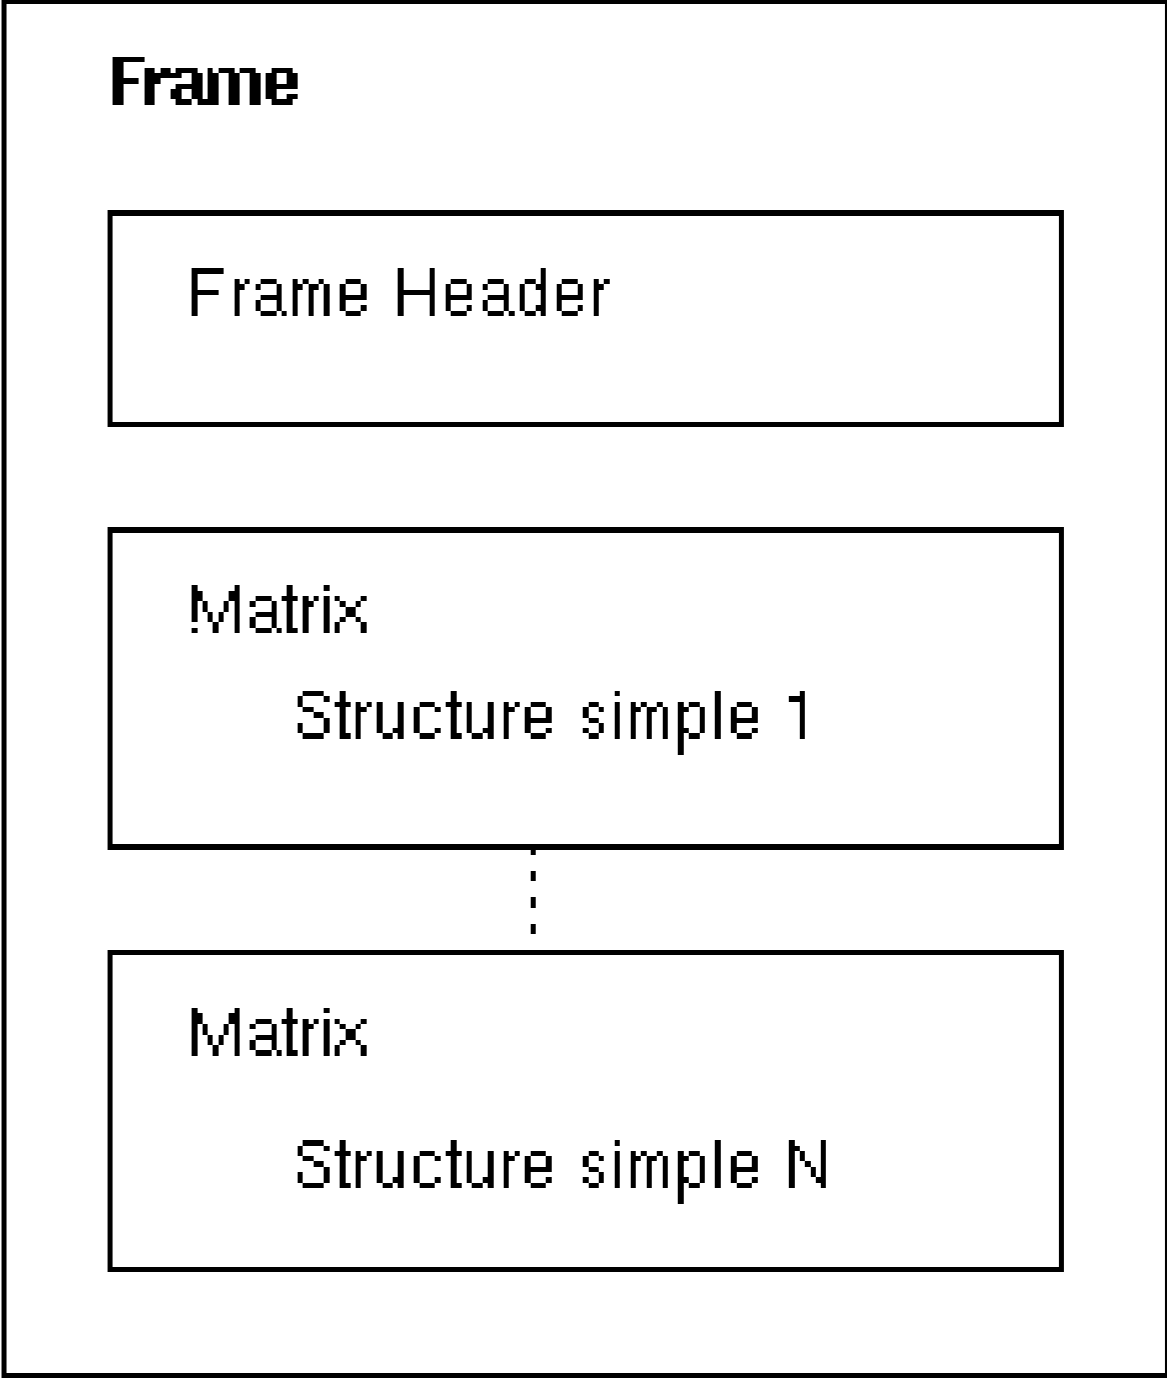 Frame
Frame Header
Matrix
Structure simple 1
Matrix
Structure simple N